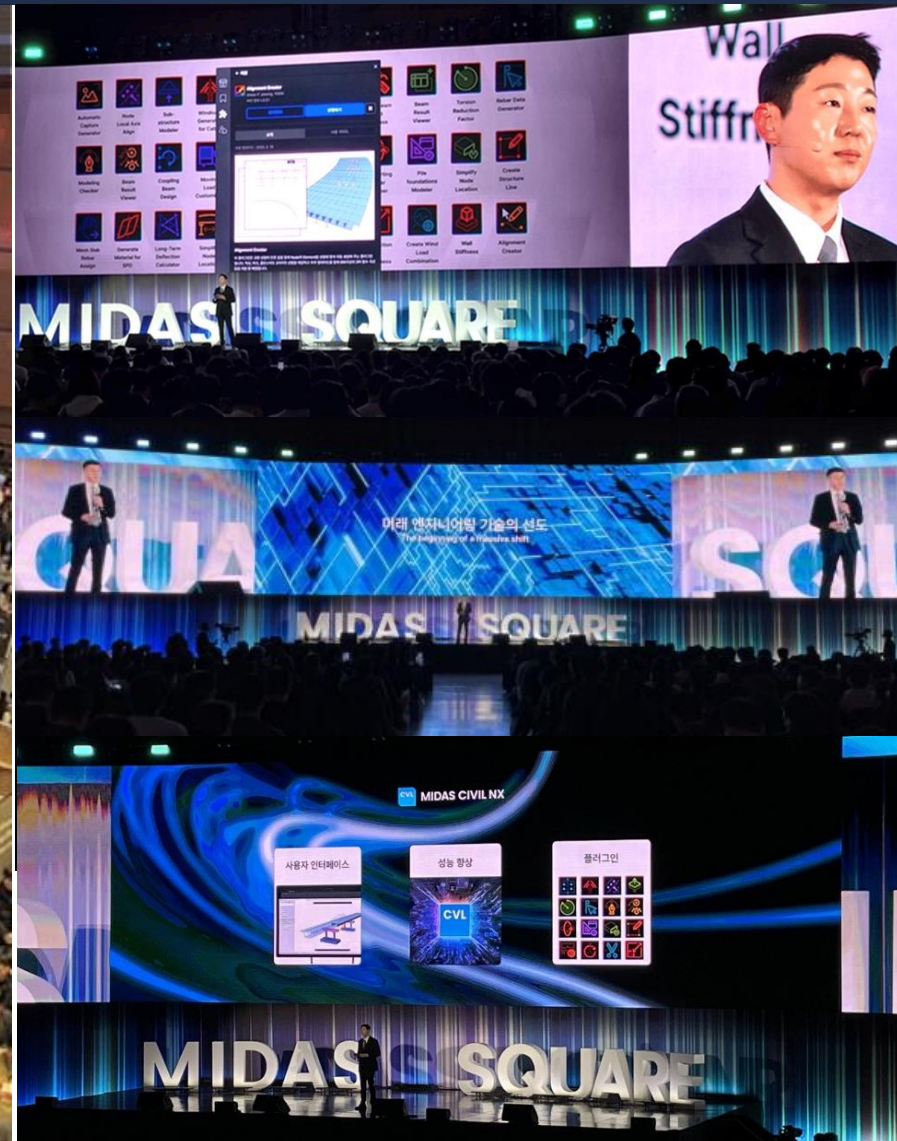 Automatic
Capture
Generator
Node
Local Axis
Align
Sub-
structure
Modeler
Alignment Creator
Beam
Result
Viewer
Torsion
Reduction
Factor
Rebar Data
Generator
Modeling
Checker
Beam
Result
Viewer
Coupling
Beam
Design
Pile
foundations
Modeler
Simplify
Node
Location
Create
Structure
Line
Mesh Slab
Rebar
Assign
Generate
Material for
SPD
Long-Term
Deflection
Calculator
Create Wind
Load
Combination
Wall
Stiffness
Alignment
Creator
Alignment Creator
Wall
Stiffn
MIDAS SQUARE
QUA
미래 엔지니어링 기술의 선도
The beginning of a massive shift
SQU
MIDAS SQUARE
CVL MIDAS CIVIL NX
사용자 인터페이스
성능 향상
플러그인
CVL
MIDAS SQUARE